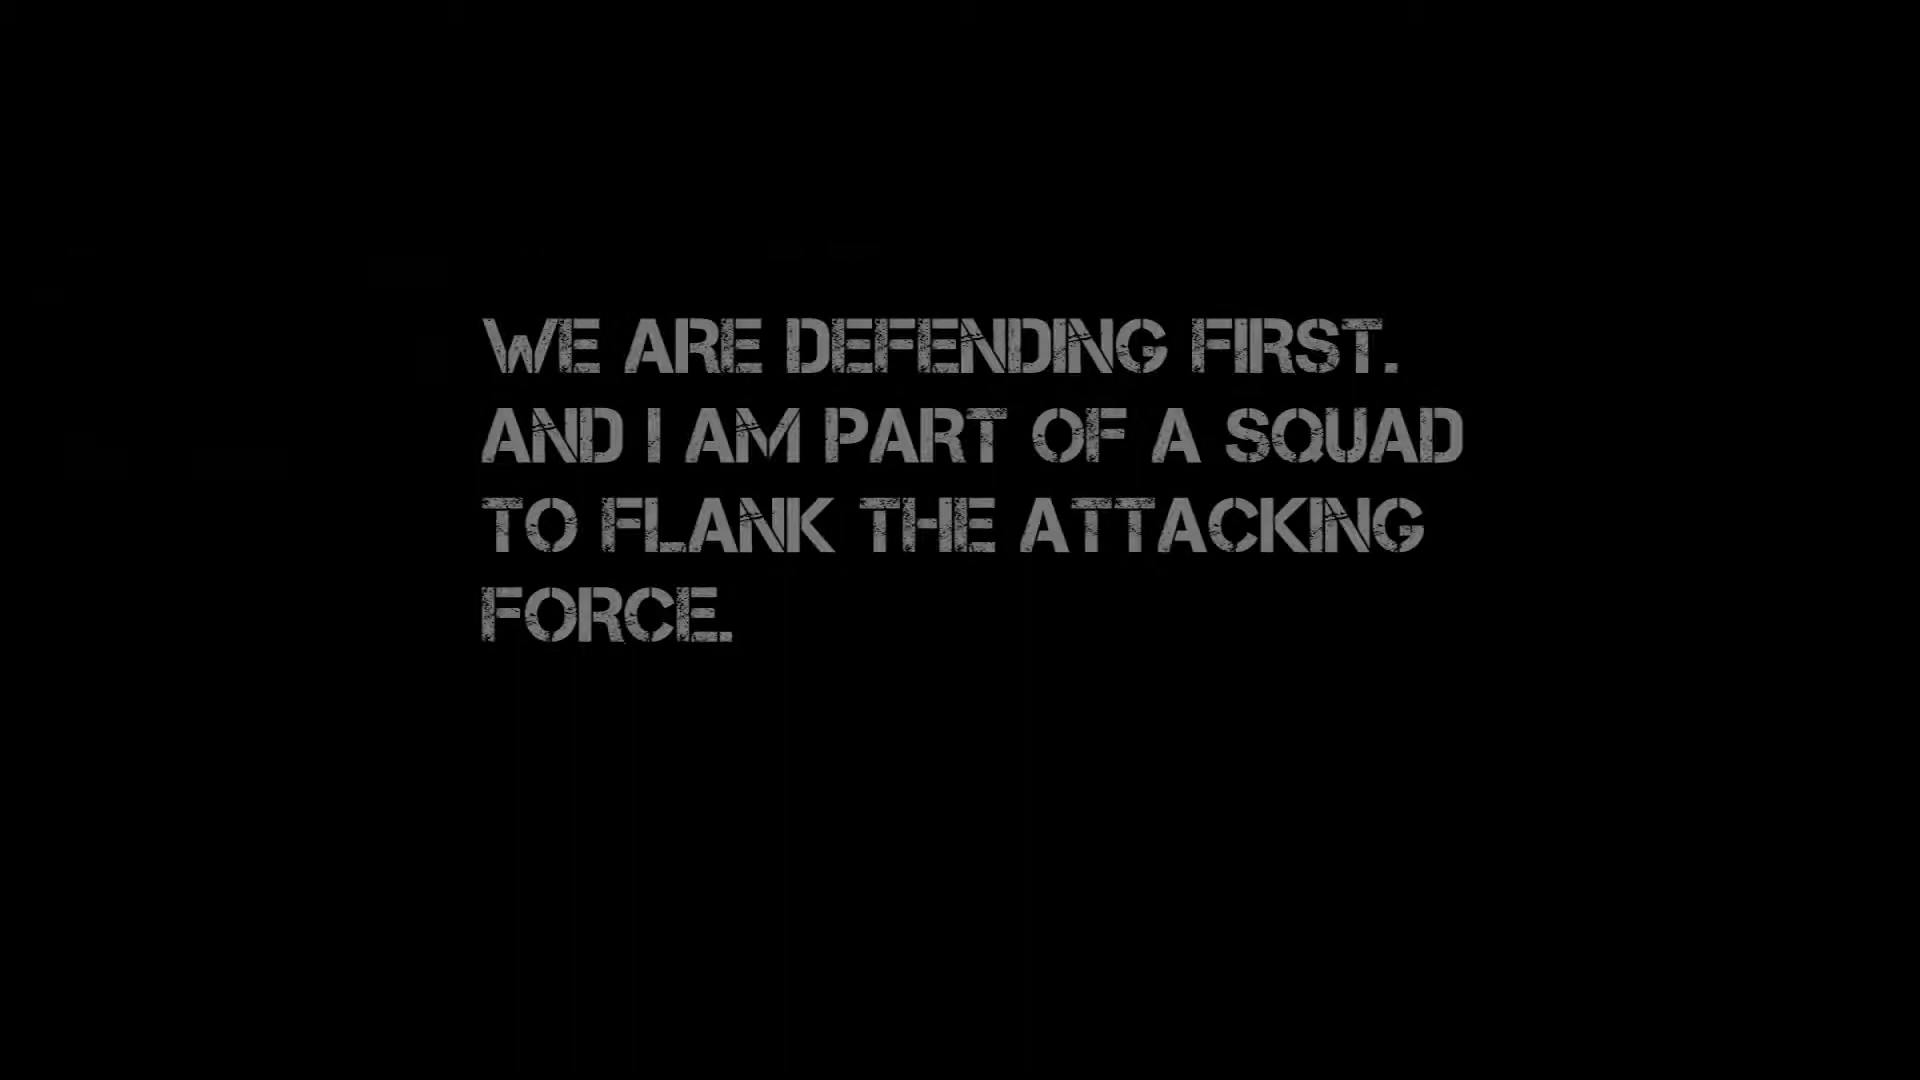 WE ARE DEFENDING FIRST.
AND I AM PART OF A SQUAD
TO FLANK THE ATTACKING
FORCE.